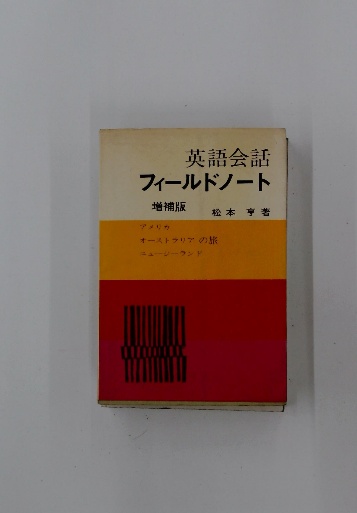 英語会話
フィールドノート
増補版
松本 亨 著
アメリカ
オーストラリア の旅
ニュージーランド